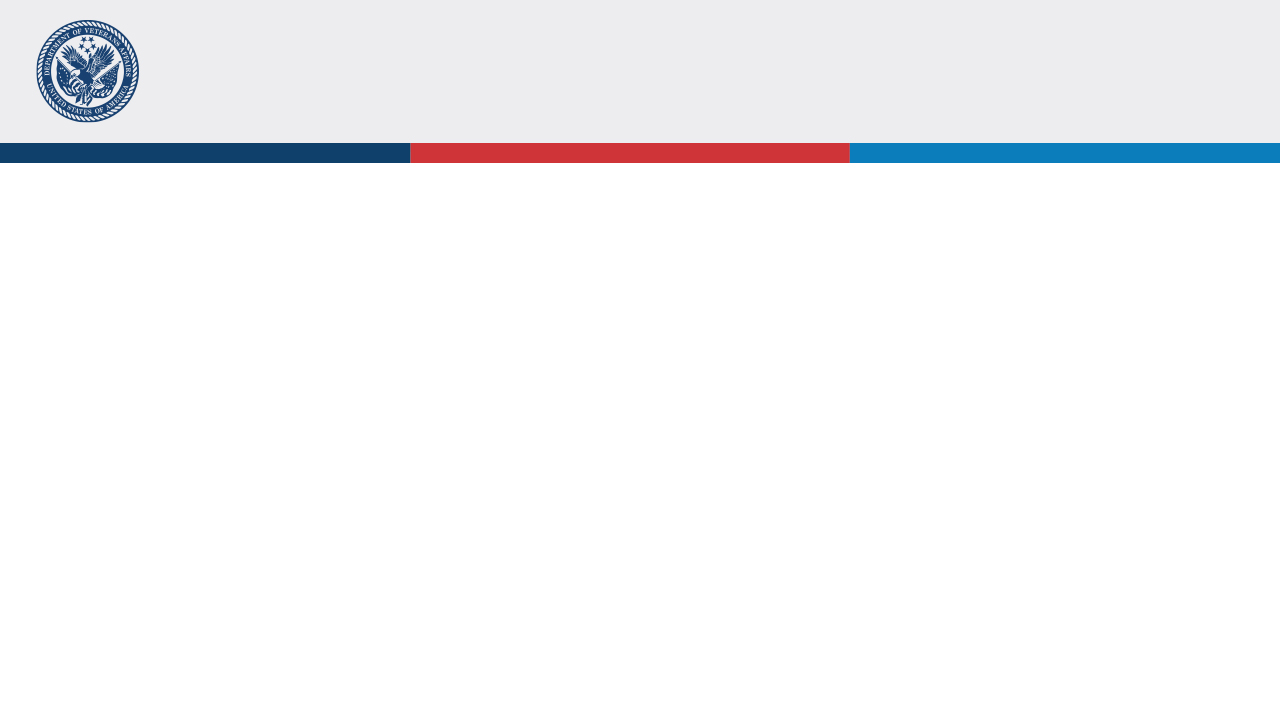 DEPARTMENT OF VETERANS AFFAIRS
UNITED STATES OF AMERICA